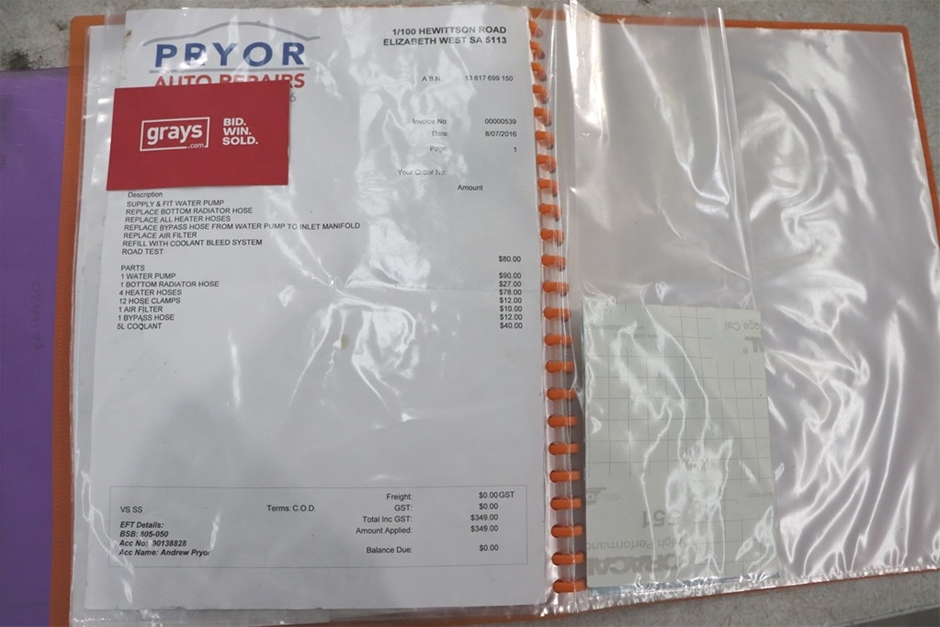 PRYOR
AUTO REPAIRS
1/100 HEWITTSON ROAD
ELIZABETH WEST SA 5113
A.B.N. 13 617 699 150
grays
.com
BID.
WIN.
SOLD.
Invoice No: 00000539
Date: 8/07/2016
Page: 1
Your Order No:
Description Amount
SUPPLY & FIT WATER PUMP
REPLACE BOTTOM RADIATOR HOSE
REPLACE ALL HEATER HOSES
REPLACE BYPASS HOSE FROM WATER PUMP TO INLET MANIFOLD
REPLACE AIR FILTER
REFILL WITH COOLANT BLEED SYSTEM
ROAD TEST
$80.00
PARTS
1 WATER PUMP $90.00
1 BOTTOM RADIATOR HOSE $27.00
4 HEATER HOSES $78.00
12 HOSE CLAMPS $12.00
1 AIR FILTER $10.00
1 BYPASS HOSE $12.00
5L COOLANT $40.00
Freight: $0.00 GST
VS SS Terms: C.O.D. GST: $0.00
Total Inc GST: $349.00
EFT Details: Amount Applied: $349.00
BSB: 105-050
Acc No: 90138828
Acc Name: Andrew Pryor Balance Due: $0.00